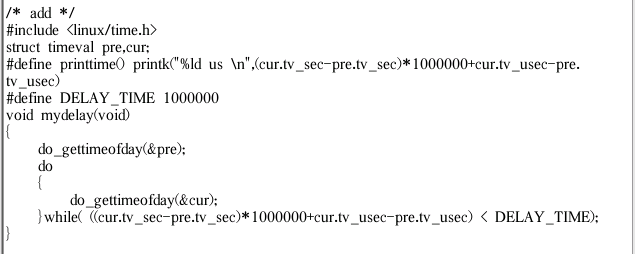 /* add */
#include <linux/time.h>
struct timeval pre,cur;
#define printtime() printk("%ld us \n",(cur.tv_sec-pre.tv_sec)*1000000+cur.tv_usec-pre.
tv_usec)
#define DELAY_TIME 1000000
void mydelay(void)
{
do_gettimeofday(&pre);
do
{
do_gettimeofday(&cur);
}while( ((cur.tv_sec-pre.tv_sec)*1000000+cur.tv_usec-pre.tv_usec) < DELAY_TIME);
}